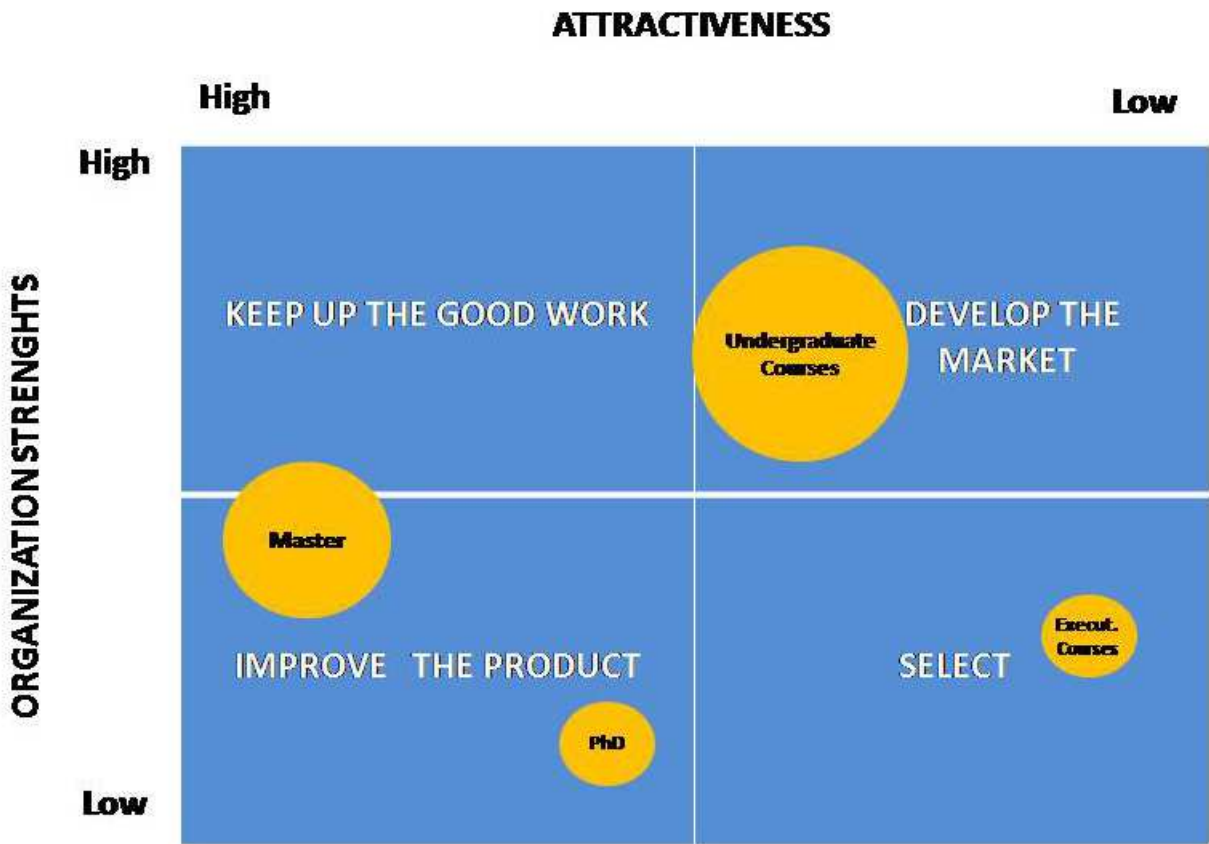 ATTRACTIVENESS
High
Low
High
ORGANIZATION STRENGHTS
KEEP UP THE GOOD WORK
Undergraduate
Courses
DEVELOP THE
MARKET
Master
Execut.
Courses
IMPROVE THE PRODUCT
SELECT
PhD
Low